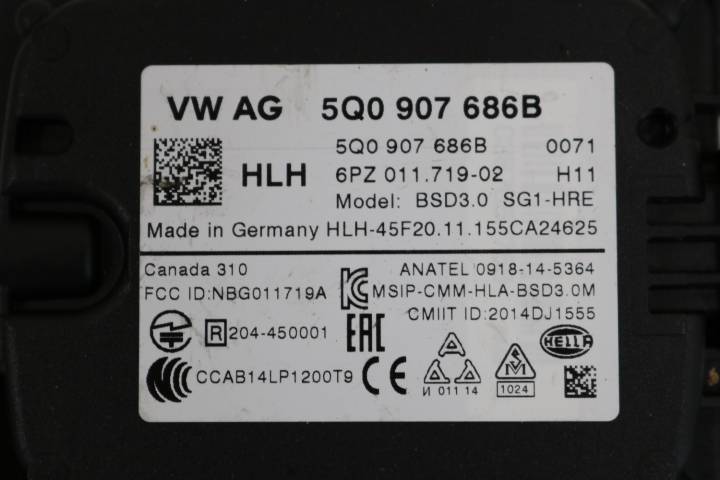 VW AG 5Q0 907 686B
5Q0 907 686B 0071
HLH 6PZ 011.719-02 H11
Model: BSD3.0 SG1-HRE
Made in Germany HLH-45F20.11.155CA24625
Canada 310 ANATEL 0918-14-5364
FCC ID:NBG011719A MSIP-CMM-HLA-BSD3.0M
CMIIT ID:2014DJ1555
R 204-450001 EAC HELLA
CCAB14LP1200T9 CE
И 011 14 1024